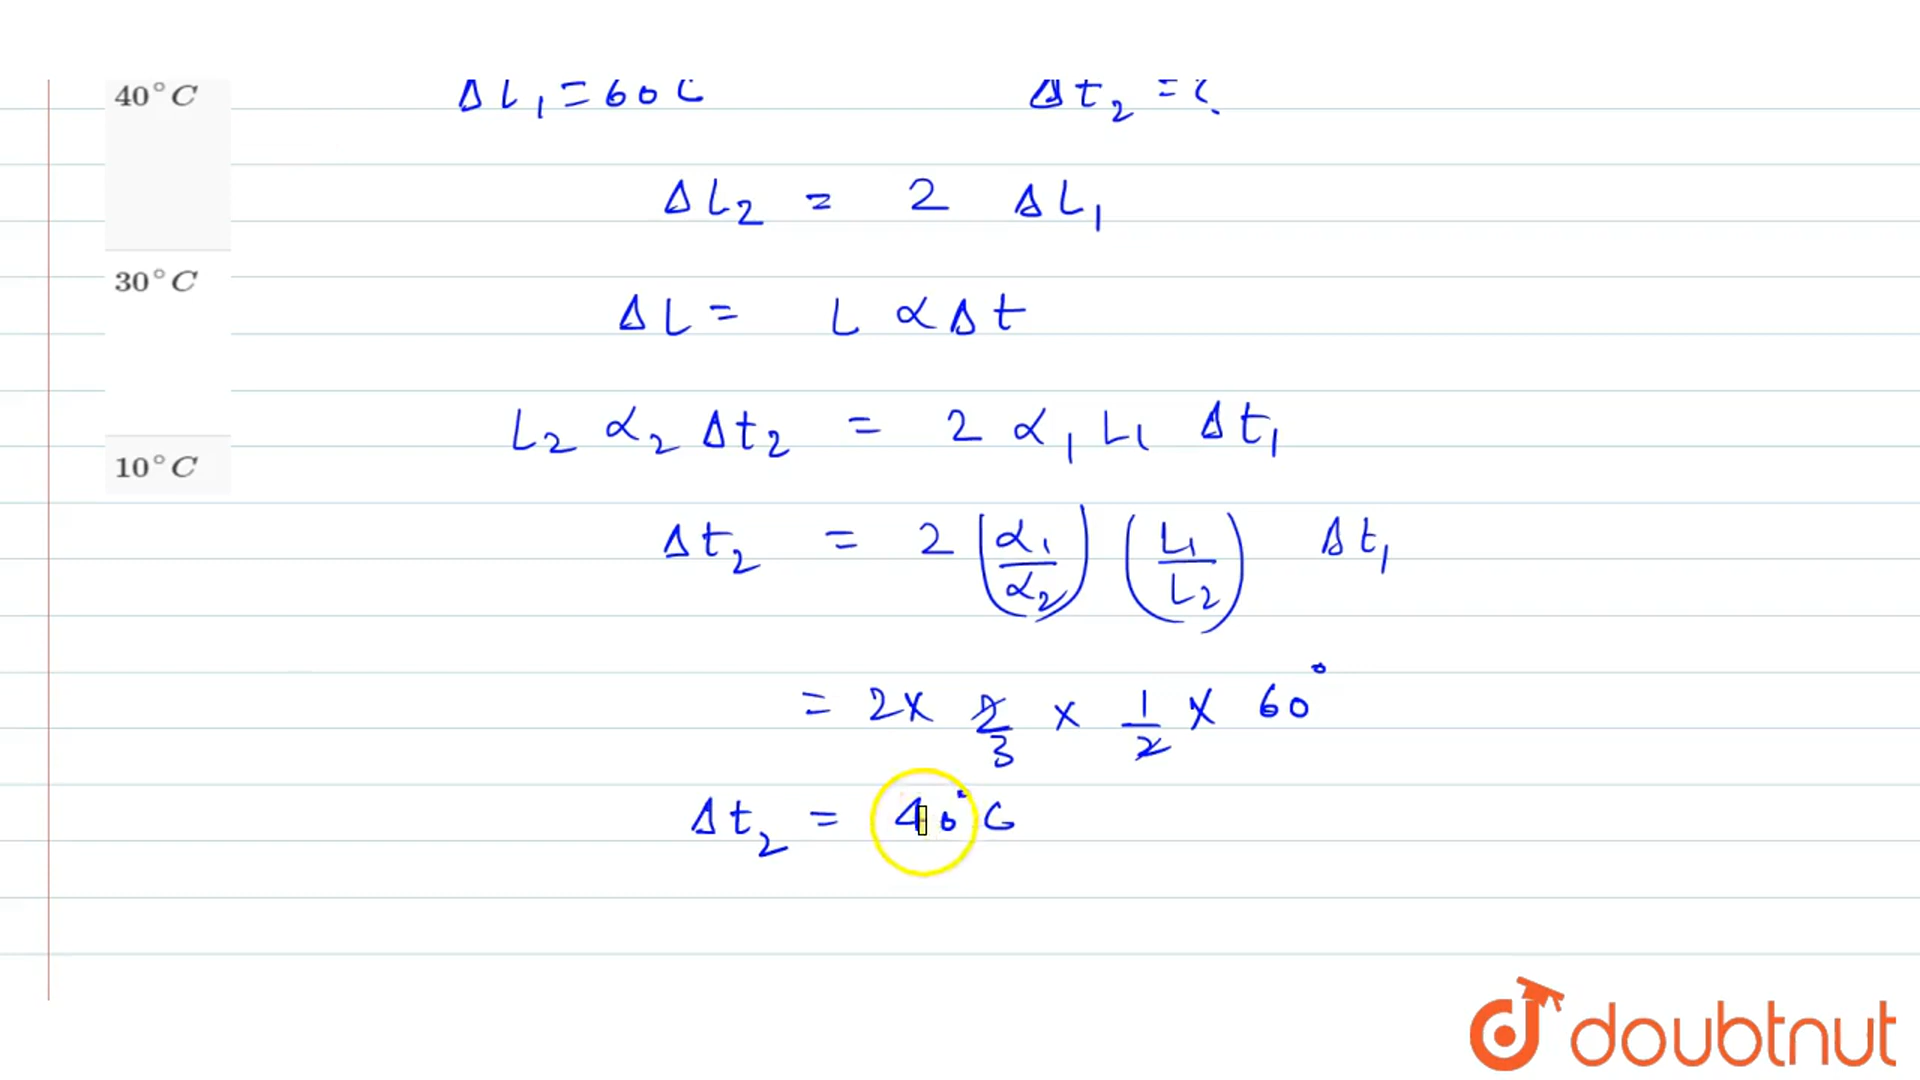 40°C
ΔL₁ = 60 C
Δt₂ = ?
ΔL₂ = 2 ΔL₁
30°C
ΔL = L α Δt
L₂ α₂ Δt₂ = 2 α₁ L₁ Δt₁
10°C
Δt₂ = 2 (α₁/α₂) (L₁/L₂) Δt₁
= 2 × 2/3 × 1/2 × 60°
Δt₂ = 40°C
doubtnut